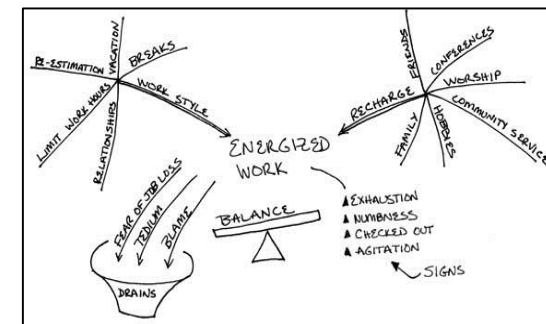 VACATION
BREAKS
RE-ESTIMATION
WORK STYLE
LIMIT WORK HOURS
RELATIONSHIPS
FRIENDS
CONFERENCES
WORSHIP
RECHARGE
COMMUNITY SERVICE
FAMILY
HOBBIES
ENERGIZED
WORK
FEAR OF JOB LOSS
TEDIUM
BLAME
DRAINS
BALANCE
EXHAUSTION
NUMBNESS
CHECKED OUT
AGITATION
SIGNS